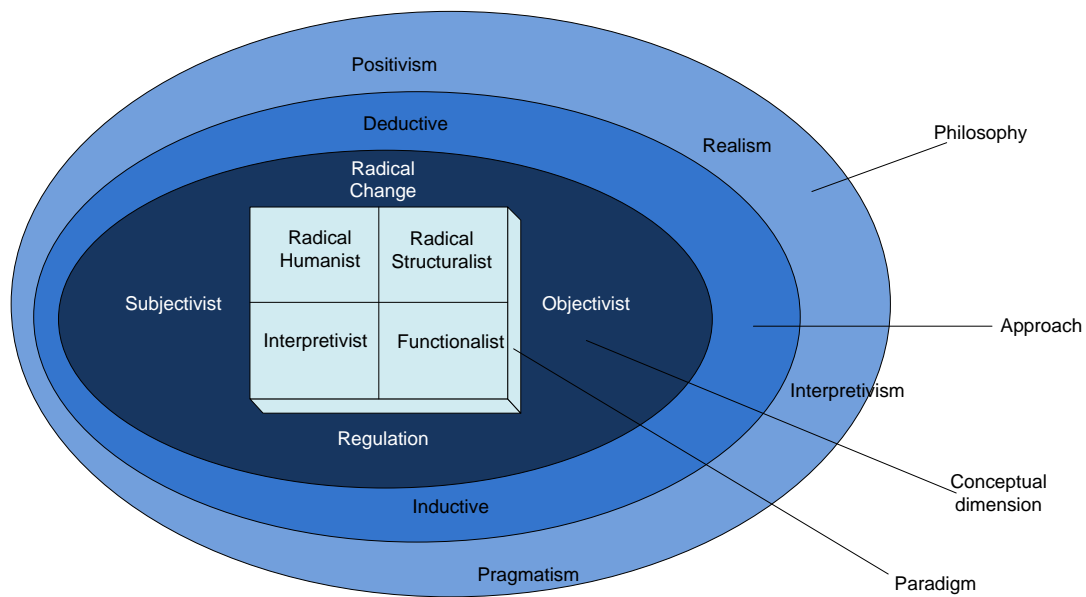 Positivism
Deductive
Realism
Philosophy
Radical
Change
Radical
Humanist
Radical
Structuralist
Subjectivist
Objectivist
Interpretivist
Functionalist
Approach
Interpretivism
Regulation
Conceptual
dimension
Inductive
Pragmatism
Paradigm